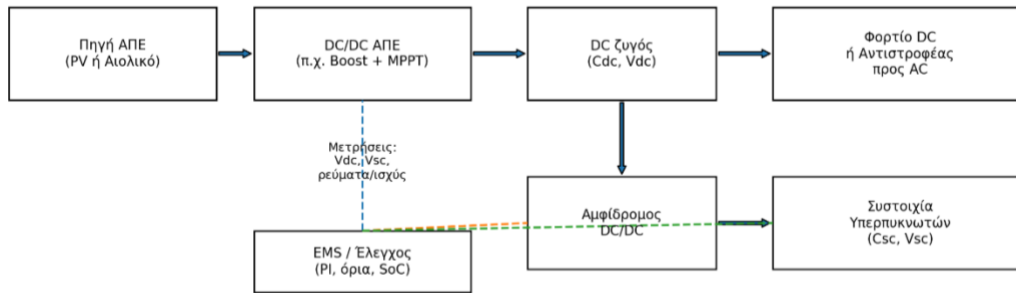 Πηγή ΑΠΕ
(PV ή Αιολικό)
DC/DC ΑΠΕ
(π.χ. Boost + MPPT)
DC ζυγός
(Cdc, Vdc)
Φορτίο DC
ή Αντιστροφέας
προς AC
Μετρήσεις:
Vdc, Vsc,
ρεύματα/ισχύς
EMS / Έλεγχος
(PI, όρια, SoC)
Αμφίδρομος
DC/DC
Συστοιχία
Υπερπυκνωτών
(Csc, Vsc)